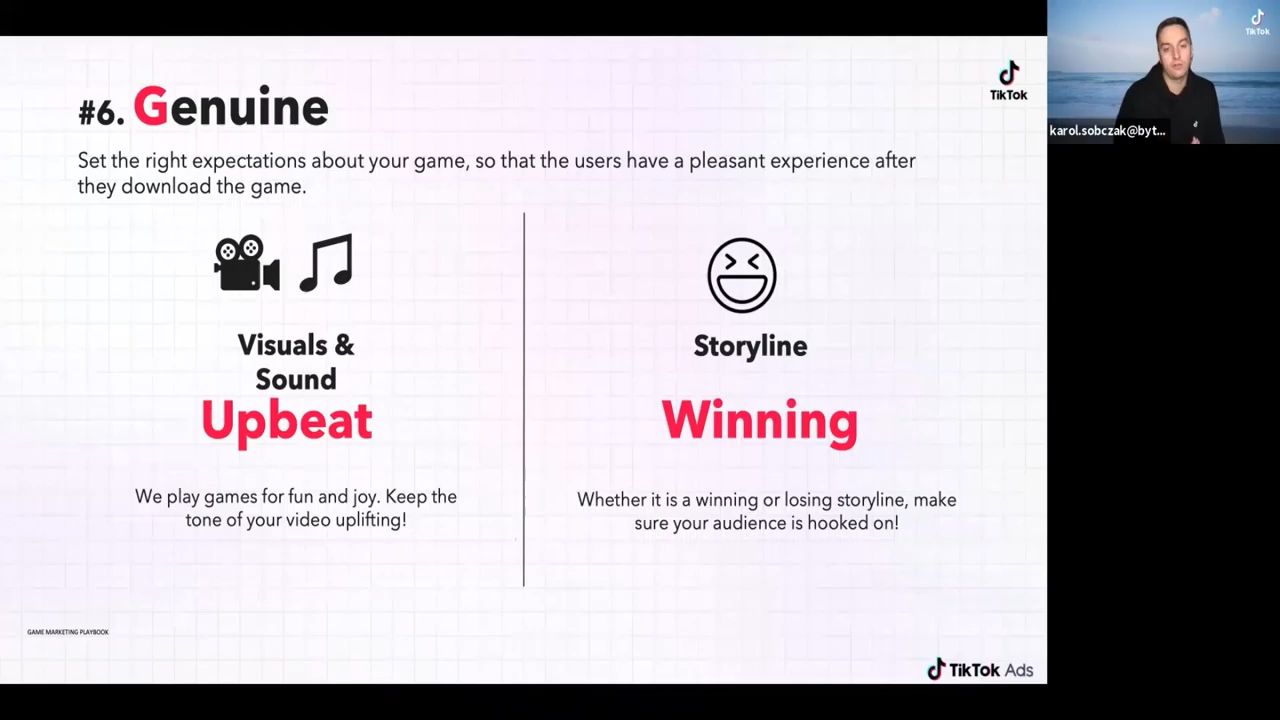 #6. Genuine
Set the right expectations about your game, so that the users have a pleasant experience after
they download the game.
Visuals &
Sound
Upbeat
We play games for fun and joy. Keep the
tone of your video uplifting!
Storyline
Winning
Whether it is a winning or losing storyline, make
sure your audience is hooked on!
GAME MARKETING PLAYBOOK
TikTok
TikTok Ads
TikTok
karol.sobczak@byt...